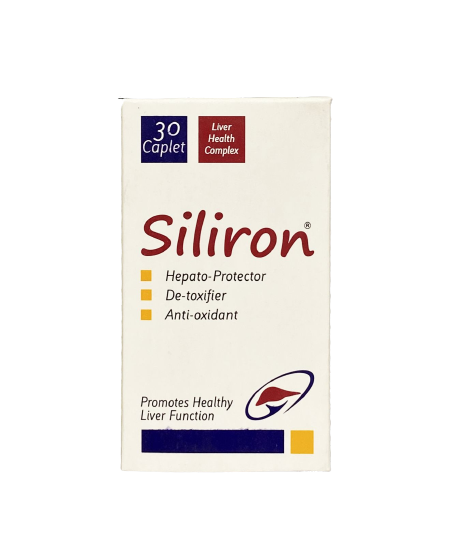 30
Caplet
Liver
Health
Complex
Siliron®
Hepato-Protector
De-toxifier
Anti-oxidant
Promotes Healthy
Liver Function